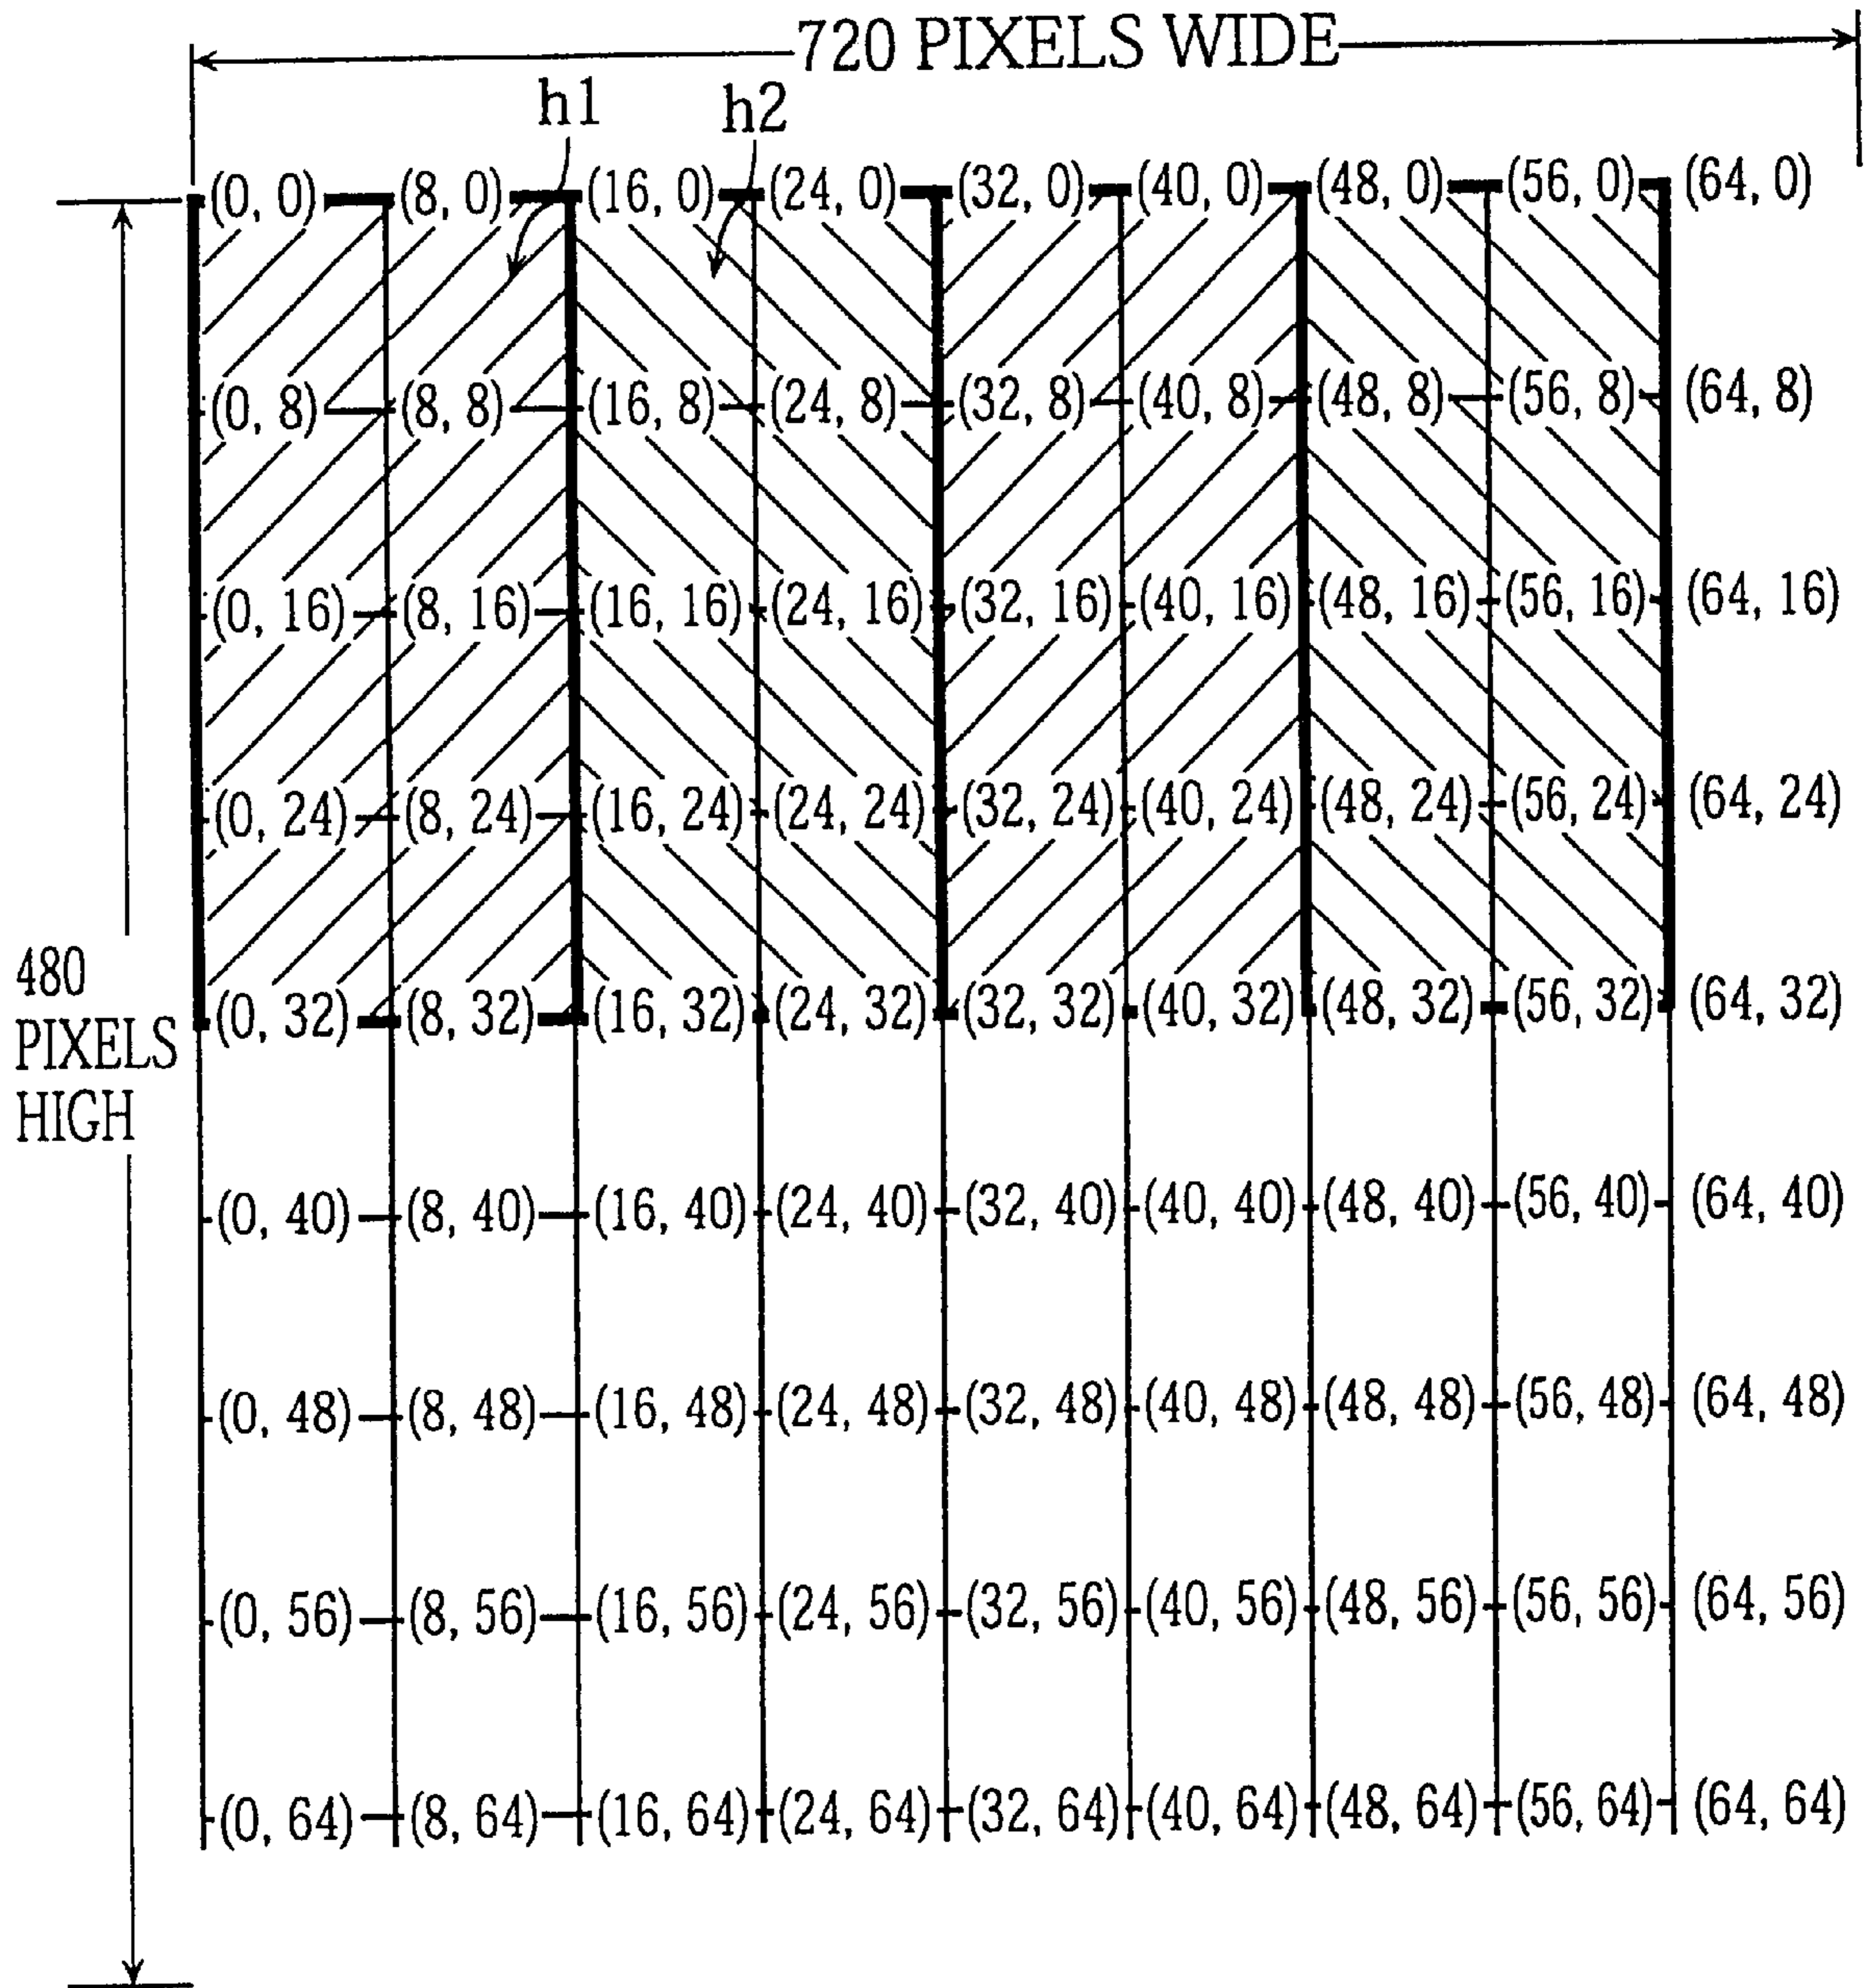 720 PIXELS WIDE
h1 h2
(0, 0) (8, 0) (16, 0) (24, 0) (32, 0) (40, 0) (48, 0) (56, 0) (64, 0)
(0, 8) (8, 8) (16, 8) (24, 8) (32, 8) (40, 8) (48, 8) (56, 8) (64, 8)
(0, 16) (8, 16) (16, 16) (24, 16) (32, 16) (40, 16) (48, 16) (56, 16) (64, 16)
(0, 24) (8, 24) (16, 24) (24, 24) (32, 24) (40, 24) (48, 24) (56, 24) (64, 24)
(0, 32) (8, 32) (16, 32) (24, 32) (32, 32) (40, 32) (48, 32) (56, 32) (64, 32)
480
PIXELS
HIGH
(0, 40) (8, 40) (16, 40) (24, 40) (32, 40) (40, 40) (48, 40) (56, 40) (64, 40)
(0, 48) (8, 48) (16, 48) (24, 48) (32, 48) (40, 48) (48, 48) (56, 48) (64, 48)
(0, 56) (8, 56) (16, 56) (24, 56) (32, 56) (40, 56) (48, 56) (56, 56) (64, 56)
(0, 64) (8, 64) (16, 64) (24, 64) (32, 64) (40, 64) (48, 64) (56, 64) (64, 64)